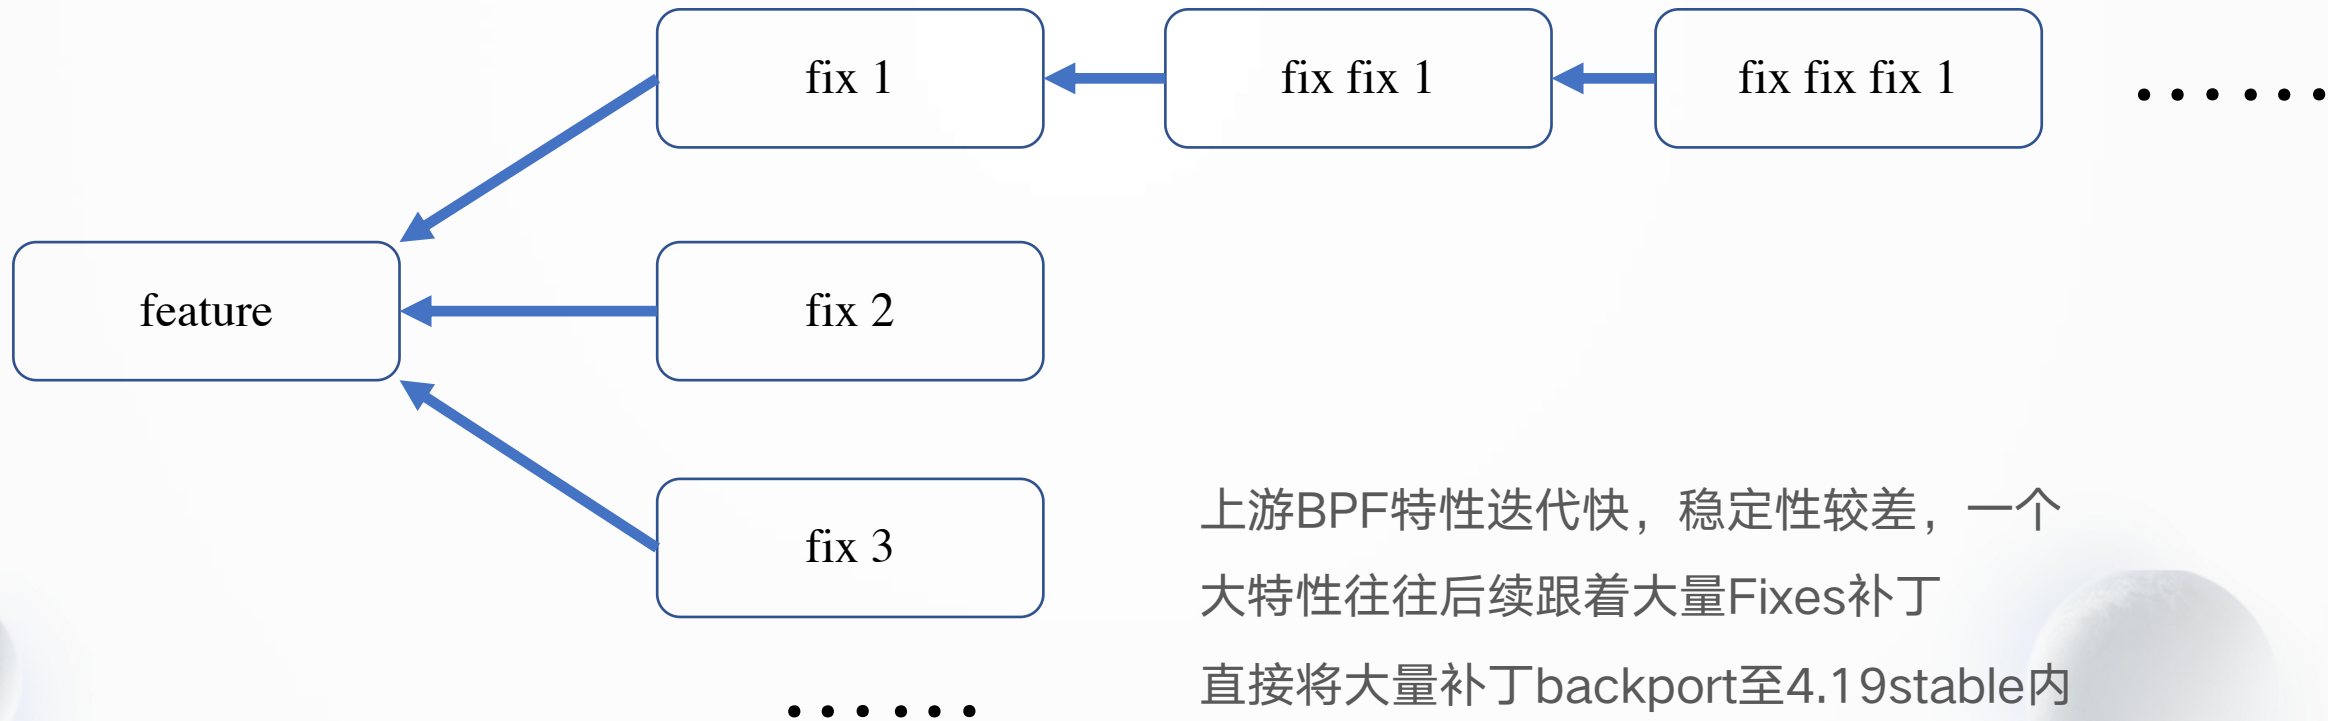 fix 1
fix fix 1
fix fix fix 1
......
feature
fix 2
fix 3
......
上游BPF特性迭代快，稳定性较差，一个
大特性往往后续跟着大量Fixes补丁
直接将大量补丁backport至4.19stable内